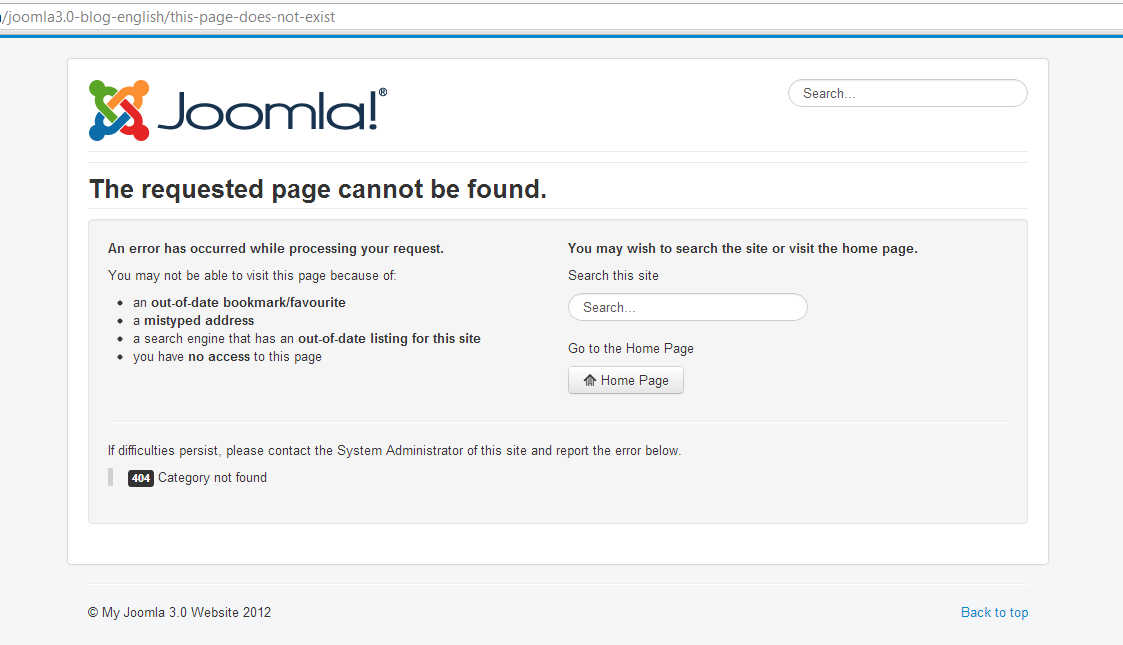 /joomla3.0-blog-english/this-page-does-not-exist
Joomla!®
Search...
The requested page cannot be found.
An error has occurred while processing your request.
You may not be able to visit this page because of:
an out-of-date bookmark/favourite
a mistyped address
a search engine that has an out-of-date listing for this site
you have no access to this page
You may wish to search the site or visit the home page.
Search this site
Search...
Go to the Home Page
Home Page
If difficulties persist, please contact the System Administrator of this site and report the error below.
404 Category not found
© My Joomla 3.0 Website 2012
Back to top